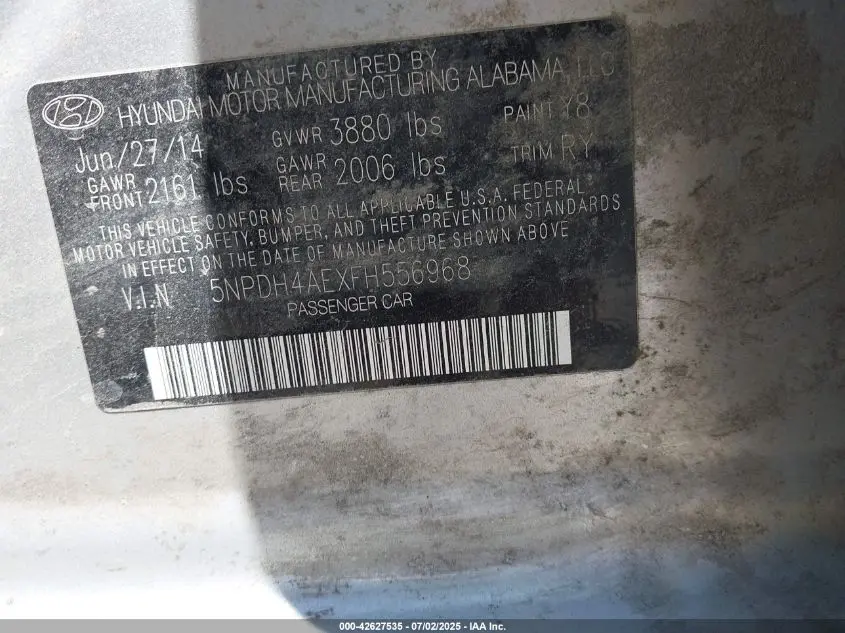 MANUFACTURED BY
HYUNDAI MOTOR MANUFACTURING ALABAMA, LLC
Jun/27/14 GVWR 3880 lbs PAINT Y8
GAWR FRONT 2161 lbs GAWR REAR 2006 lbs TRIM RY
THIS VEHICLE CONFORMS TO ALL APPLICABLE U.S.A. FEDERAL
MOTOR VEHICLE SAFETY, BUMPER, AND THEFT PREVENTION STANDARDS
IN EFFECT ON THE DATE OF MANUFACTURE SHOWN ABOVE
V.I.N 5NPDH4AEXFH556968
PASSENGER CAR
000-42627535 - 07/02/2025 - IAA Inc.